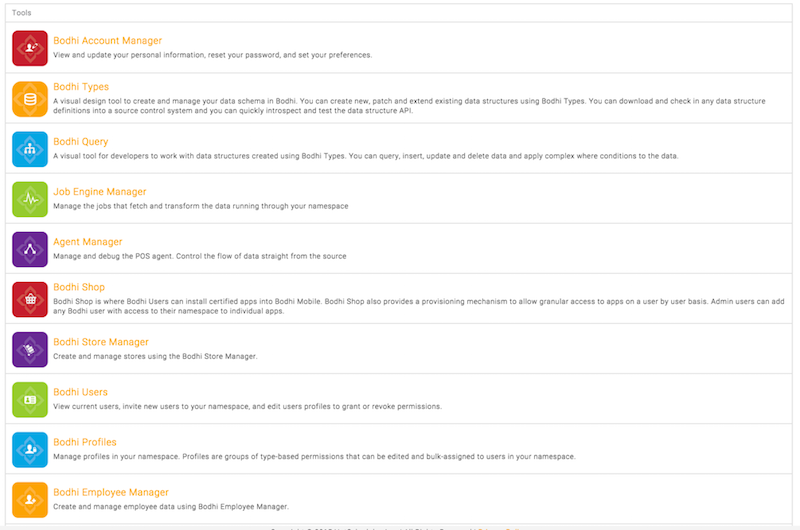 Tools
Bodhi Account Manager
View and update your personal information, reset your password, and set your preferences.
Bodhi Types
A visual design tool to create and manage your data schema in Bodhi. You can create new, patch and extend existing data structures using Bodhi Types. You can download and check in any data structure
definitions into a source control system and you can quickly introspect and test the data structure API.
Bodhi Query
A visual tool for developers to work with data structures created using Bodhi Types. You can query, insert, update and delete data and apply complex where conditions to the data.
Job Engine Manager
Manage the jobs that fetch and transform the data running through your namespace
Agent Manager
Manage and debug the POS agent. Control the flow of data straight from the source
Bodhi Shop
Bodhi Shop is where Bodhi Users can install certified apps into Bodhi Mobile. Bodhi Shop also provides a provisioning mechanism to allow granular access to apps on a user by user basis. Admin users can add
any Bodhi user with access to their namespace to individual apps.
Bodhi Store Manager
Create and manage stores using the Bodhi Store Manager.
Bodhi Users
View current users, invite new users to your namespace, and edit users profiles to grant or revoke permissions.
Bodhi Profiles
Manage profiles in your namespace. Profiles are groups of type-based permissions that can be edited and bulk-assigned to users in your namespace.
Bodhi Employee Manager
Create and manage employee data using Bodhi Employee Manager.